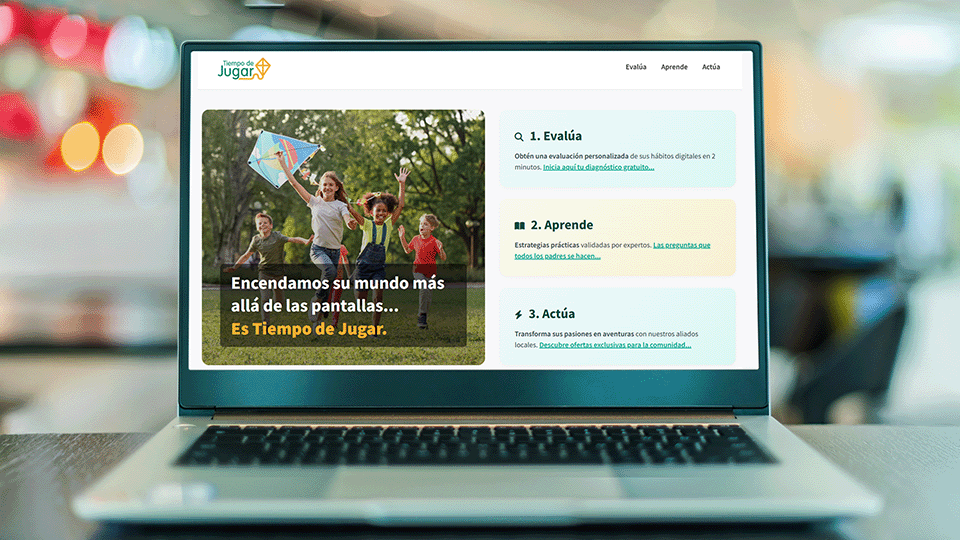 Tiempo de
Jugar
Evalúa Aprende Actúa
Encendamos su mundo más
allá de las pantallas...
Es Tiempo de Jugar.
1. Evalúa
Obtén una evaluación personalizada de sus hábitos digitales en 2
minutos. Inicia aquí tu diagnóstico gratuito...
2. Aprende
Estrategias prácticas validadas por expertos. Las preguntas que
todos los padres se hacen...
3. Actúa
Transforma sus pasiones en aventuras con nuestros aliados
locales. Descubre ofertas exclusivas para la comunidad...